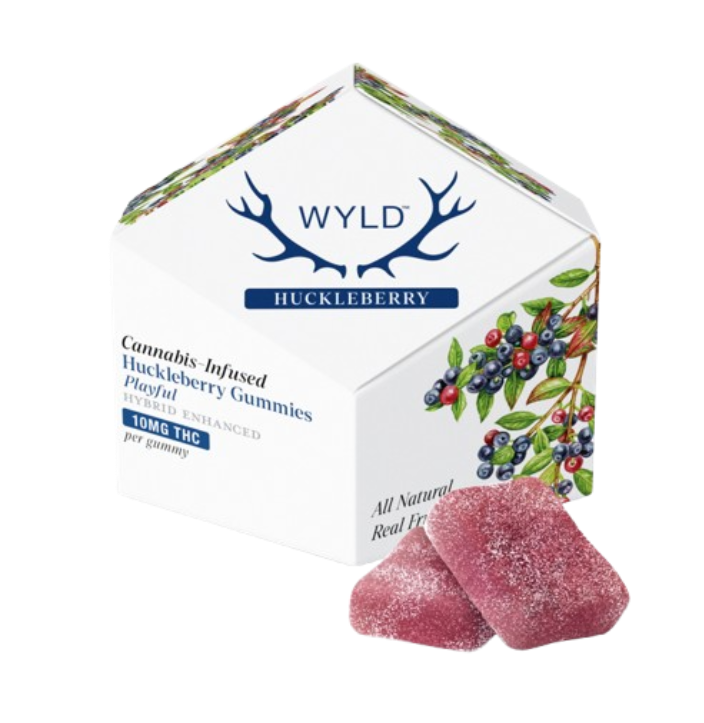 WYLD™
HUCKLEBERRY
Cannabis-Infused
Huckleberry Gummies
Playful
HYBRID ENHANCED
10MG THC
per gummy
All Natural
Real